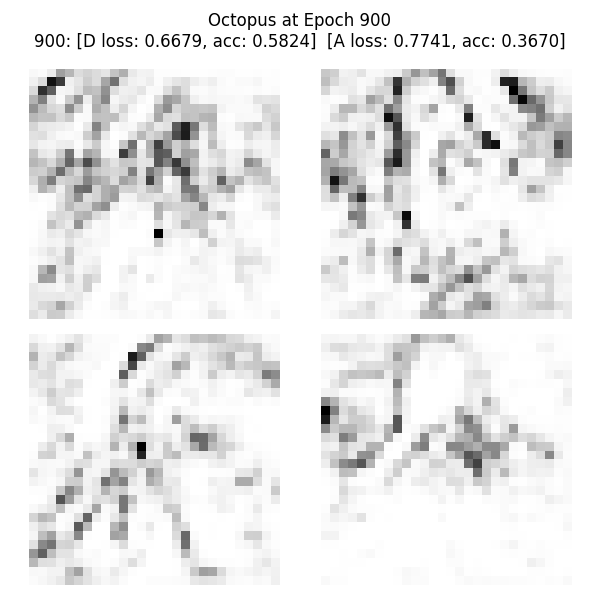 Octopus at Epoch 900
900: [D loss: 0.6679, acc: 0.5824]  [A loss: 0.7741, acc: 0.3670]